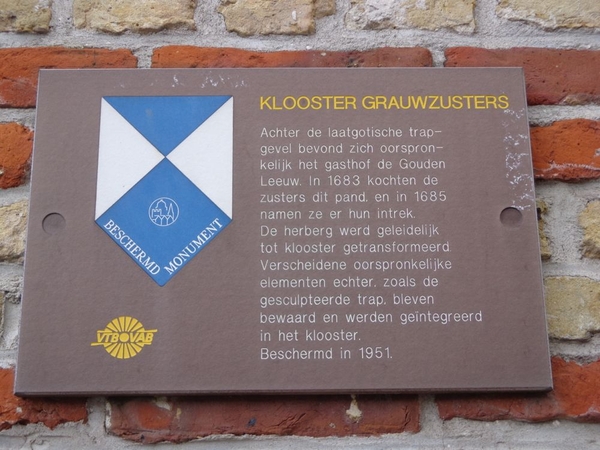 KLOOSTER GRAUWZUSTERS
Achter de laatgotische trap-
gevel bevond zich oorspron-
kelijk het gasthof de Gouden
Leeuw. In 1683 kochten de
zusters dit pand, en in 1685
namen ze er hun intrek.
De herberg werd geleidelijk
tot klooster getransformeerd.
Verscheidene oorspronkelijke
elementen echter, zoals de
gesculpteerde trap, bleven
bewaard en werden geïntegreerd
in het klooster.
Beschermd in 1951.
BESCHERMD MONUMENT
VTB VAB